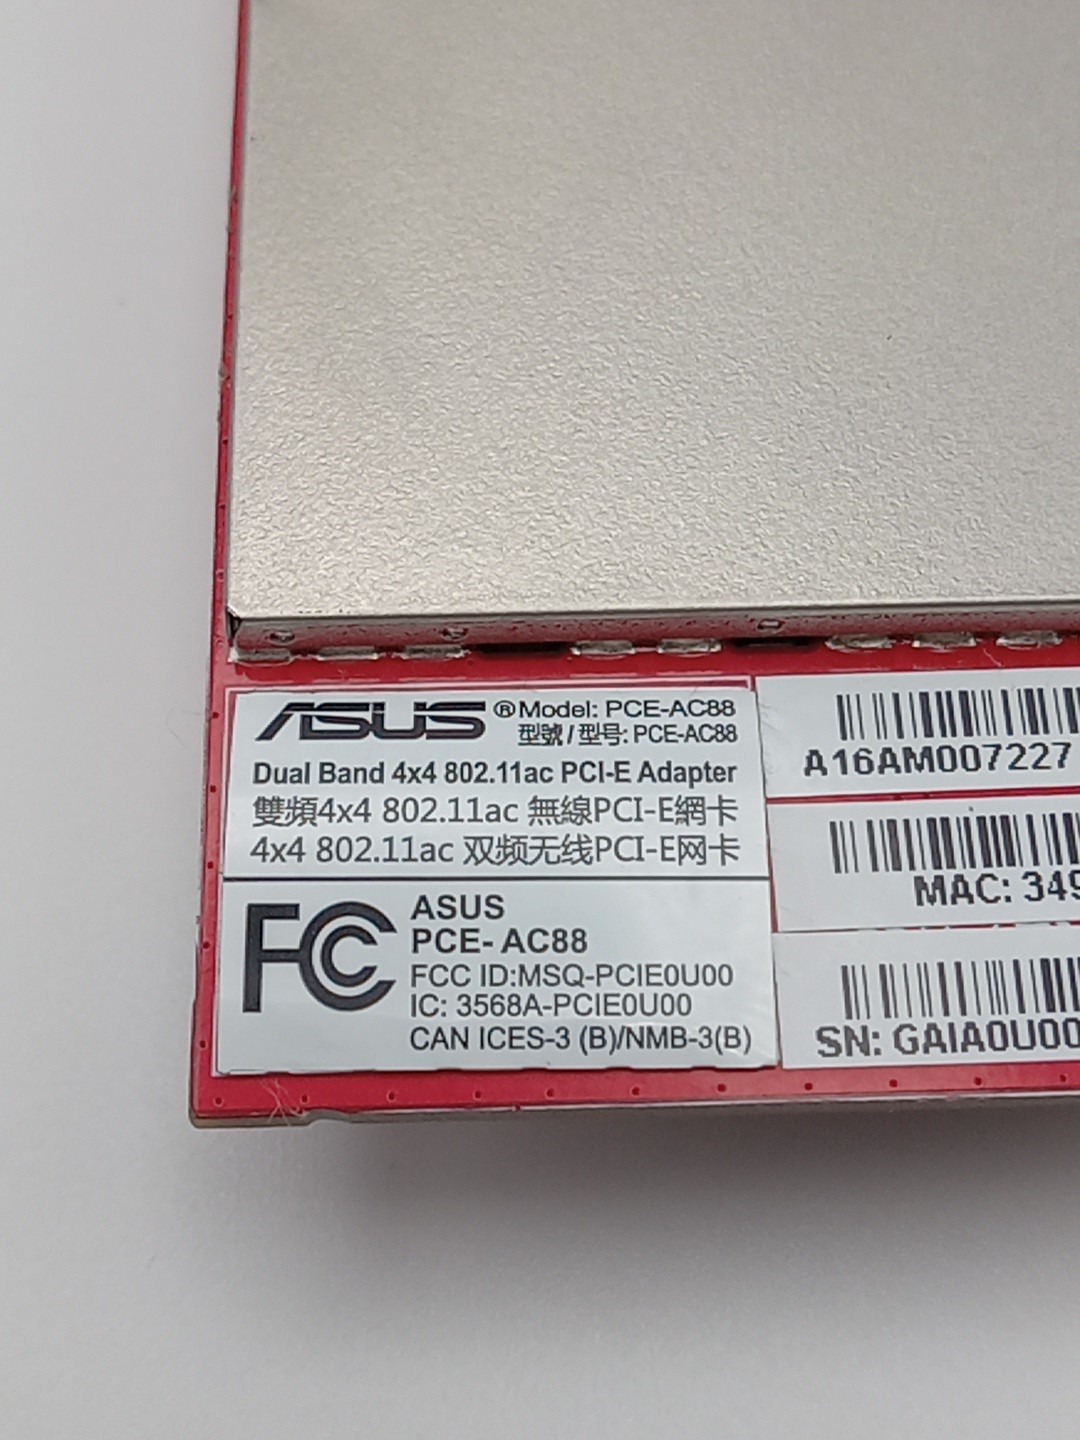 ASUS® Model: PCE-AC88
型號 / 型号: PCE-AC88
Dual Band 4x4 802.11ac PCI-E Adapter
雙頻4x4 802.11ac 無線PCI-E網卡
4x4 802.11ac 双频无线PCI-E网卡
FC ASUS
PCE- AC88
FCC ID:MSQ-PCIE0U00
IC: 3568A-PCIE0U00
CAN ICES-3 (B)/NMB-3(B)
A16AM007227
MAC: 349
SN: GAIA0U00